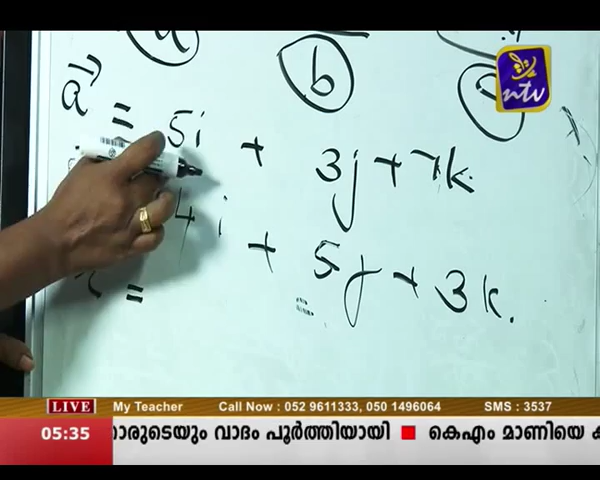 b
a⃗ = 5i + 3j + 7k
4i + 5j + 3k.
=
ntv
LIVE My Teacher Call Now : 052 9611333, 050 1496064 SMS : 3537
05:35 വാദം പൂർത്തിയായി ■ കെഎം മാണിയെ